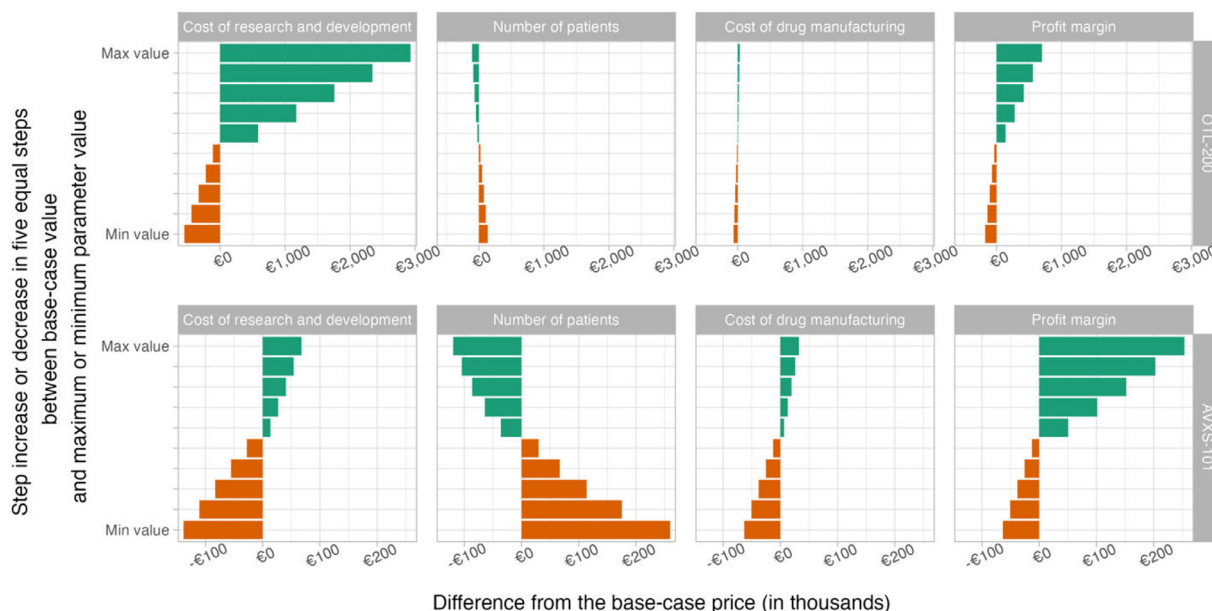 Cost of research and development
Number of patients
Cost of drug manufacturing
Profit margin
Max value
Min value
OTL-200
€0
€1,000
€2,000
€3,000
€0
€1,000
€2,000
€3,000
€0
€1,000
€2,000
€3,000
€0
€1,000
€2,000
€3,000
Step increase or decrease in five equal steps
between base-case value
and maximum or minimum parameter value
Cost of research and development
Number of patients
Cost of drug manufacturing
Profit margin
Max value
Min value
AVXS-101
-€100
€0
€100
€200
-€100
€0
€100
€200
-€100
€0
€100
€200
-€100
€0
€100
€200
Difference from the base-case price (in thousands)